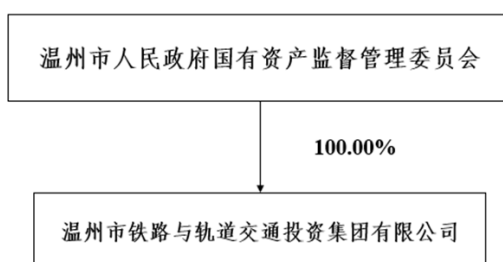 温州市人民政府国有资产监督管理委员会
100.00%
温州市铁路与轨道交通投资集团有限公司